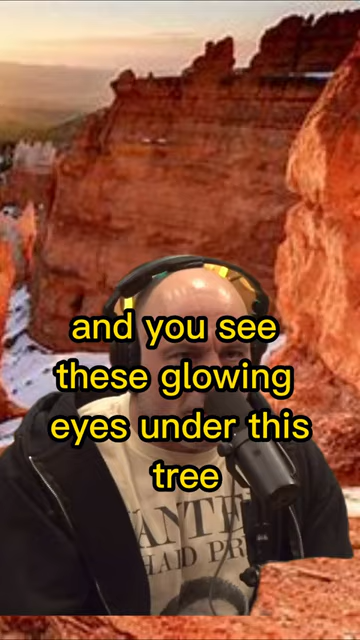 and you see
these glowing
eyes under this
tree